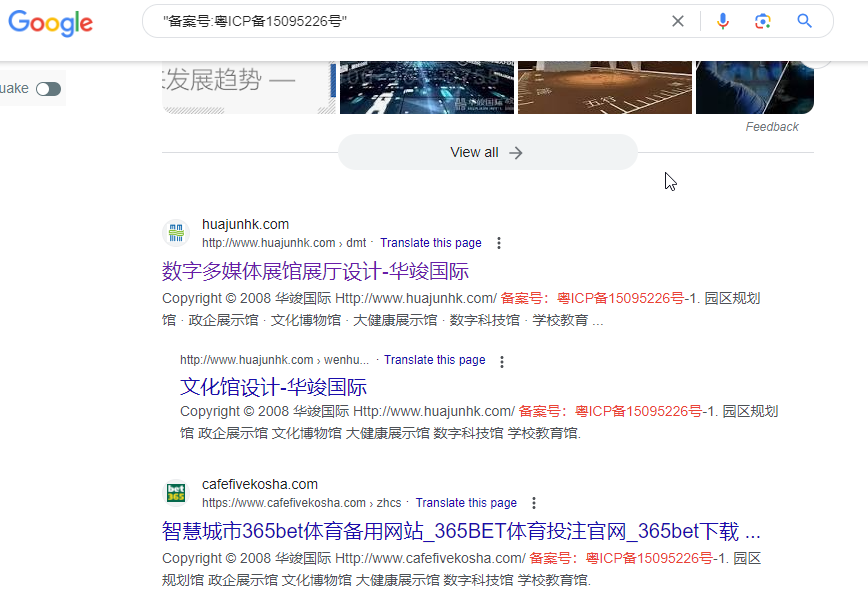 Google
"备案号:粤ICP备15095226号"
uake
发展趋势 —
五行
Feedback
View all →
huajunhk.com
http://www.huajunhk.com › dmt · Translate this page
数字多媒体展馆展厅设计-华竣国际
Copyright © 2008 华竣国际 Http://www.huajunhk.com/ 备案号：粤ICP备15095226号-1. 园区规划
馆 · 政企展示馆 · 文化博物馆 · 大健康展示馆 · 数字科技馆 · 学校教育 ...
http://www.huajunhk.com › wenhu... · Translate this page
文化馆设计-华竣国际
Copyright © 2008 华竣国际 Http://www.huajunhk.com/ 备案号：粤ICP备15095226号-1. 园区规划
馆 政企展示馆 文化博物馆 大健康展示馆 数字科技馆 学校教育馆.
bet
365
cafefivekosha.com
https://www.cafefivekosha.com › zhcs · Translate this page
智慧城市365bet体育备用网站_365BET体育投注官网_365bet下载 ...
Copyright © 2008 华竣国际 Http://www.cafefivekosha.com/ 备案号：粤ICP备15095226号-1. 园区
规划馆 政企展示馆 文化博物馆 大健康展示馆 数字科技馆 学校教育馆.